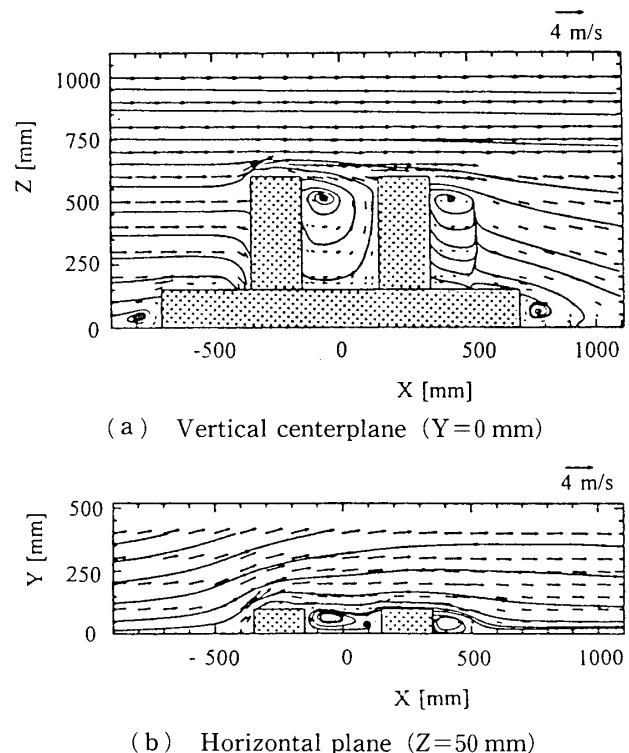 4 m/s
1000
750
500
250
0
Z [mm]
-500 0 500 1000
X [mm]
(a) Vertical centerplane (Y=0 mm)
4 m/s
500
250
0
Y [mm]
-500 0 500 1000
X [mm]
(b) Horizontal plane (Z=50 mm)